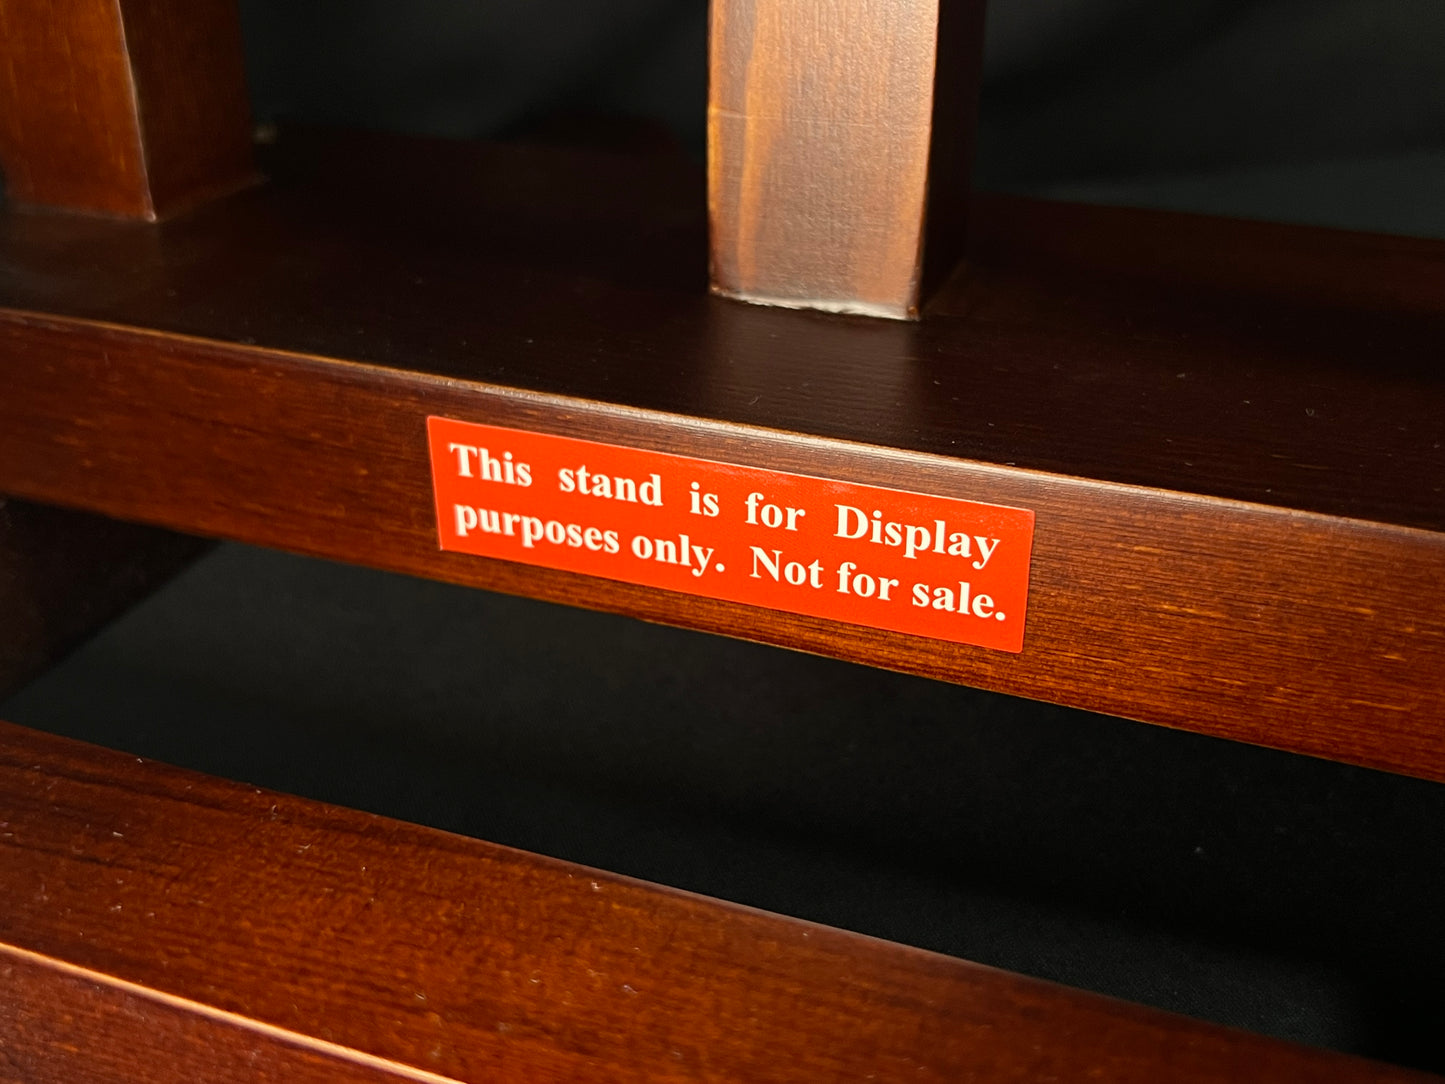 This stand is for Display
purposes only. Not for sale.